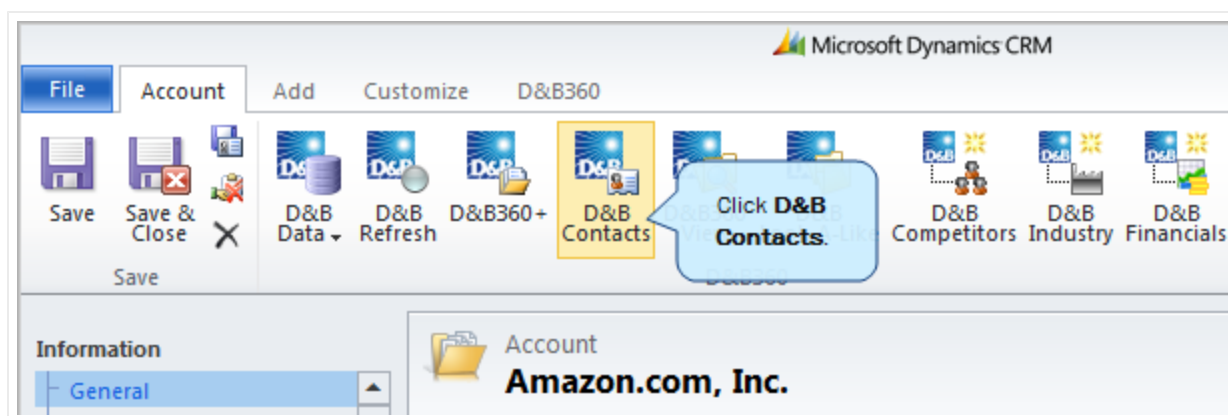 Microsoft Dynamics CRM
File Account Add Customize D&B360
Save
Save &
Close
D&B
Data
D&B
Refresh
D&B360+
D&B
Contacts
Click D&B
Contacts.
D&B
Competitors
D&B
Industry
D&B
Financials
Save
D&B360
Information
General
Account
Amazon.com, Inc.